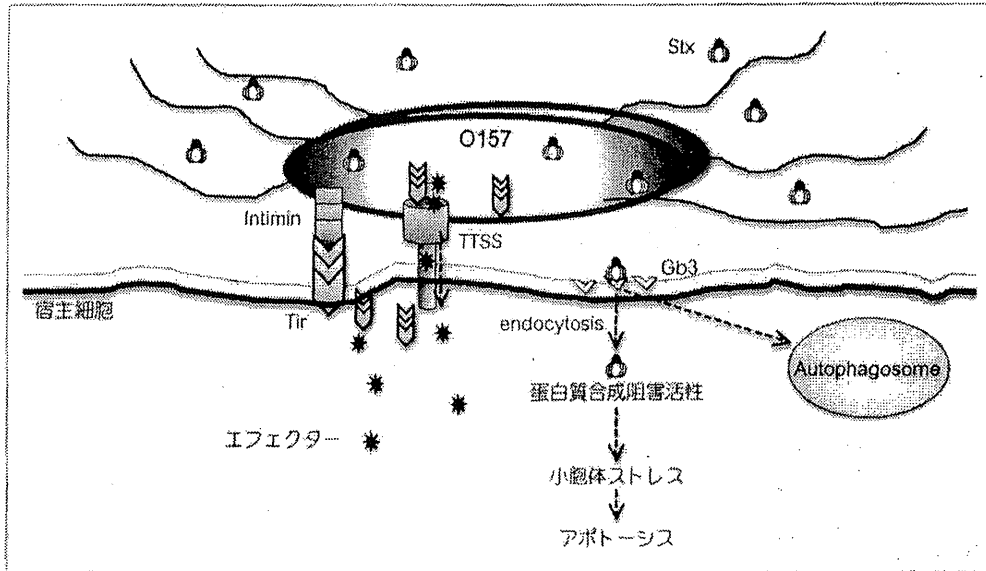 Stx
O157
Intimin
TTSS
Gb3
宿主細胞
Tir
endocytosis
Autophagosome
蛋白質合成阻害活性
エフェクター
小胞体ストレス
アポトーシス